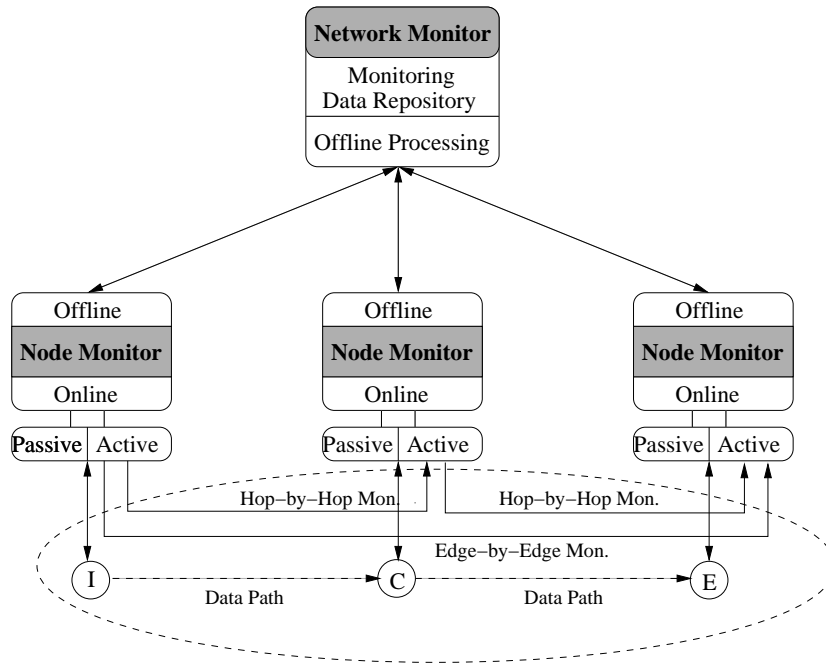 Network Monitor
Monitoring
Data Repository
Offline Processing
Offline
Node Monitor
Online
Passive
Active
Offline
Node Monitor
Online
Passive
Active
Offline
Node Monitor
Online
Passive
Active
Hop–by–Hop Mon.
Hop–by–Hop Mon.
Edge–by–Edge Mon.
I
C
E
Data Path
Data Path